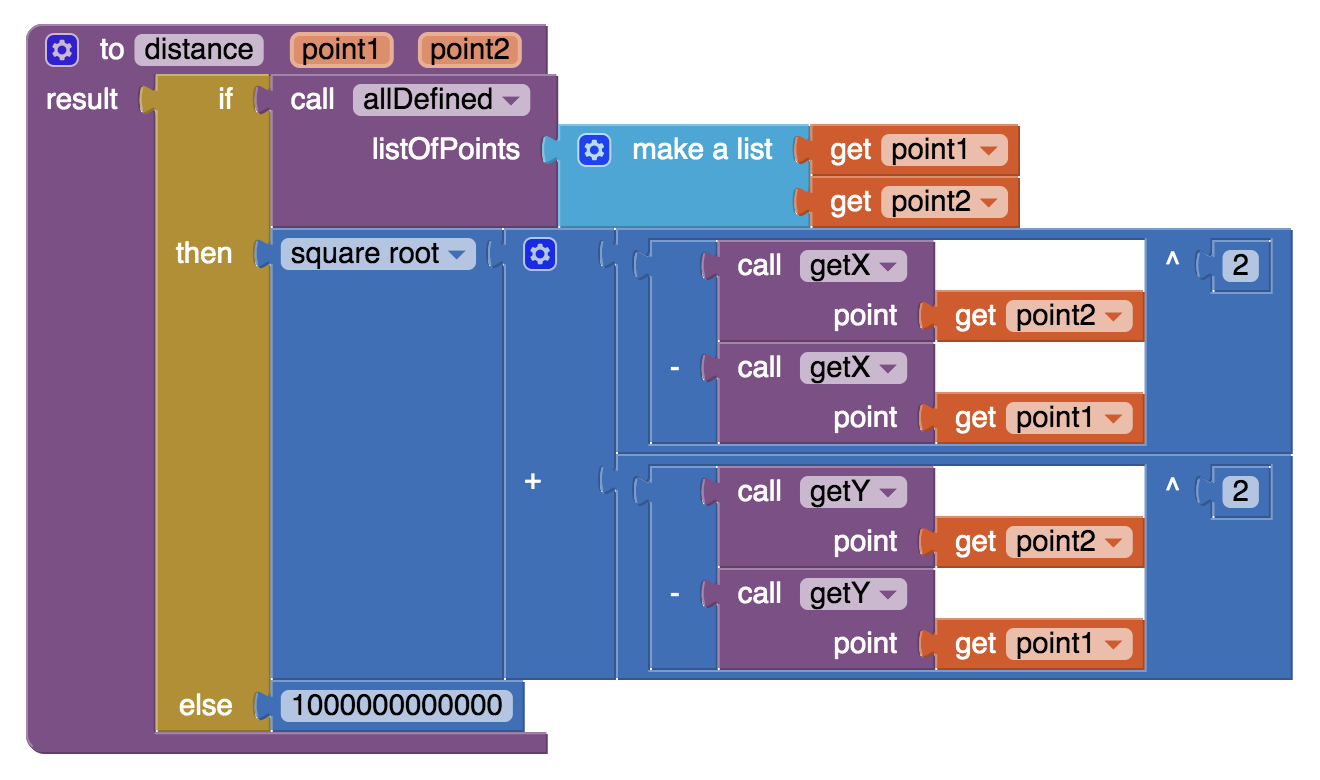 to distance point1 point2
result if call allDefined
listOfPoints make a list get point1
get point2
then square root call getX ^ 2
point get point2
- call getX
point get point1
+ call getY ^ 2
point get point2
- call getY
point get point1
else 1000000000000